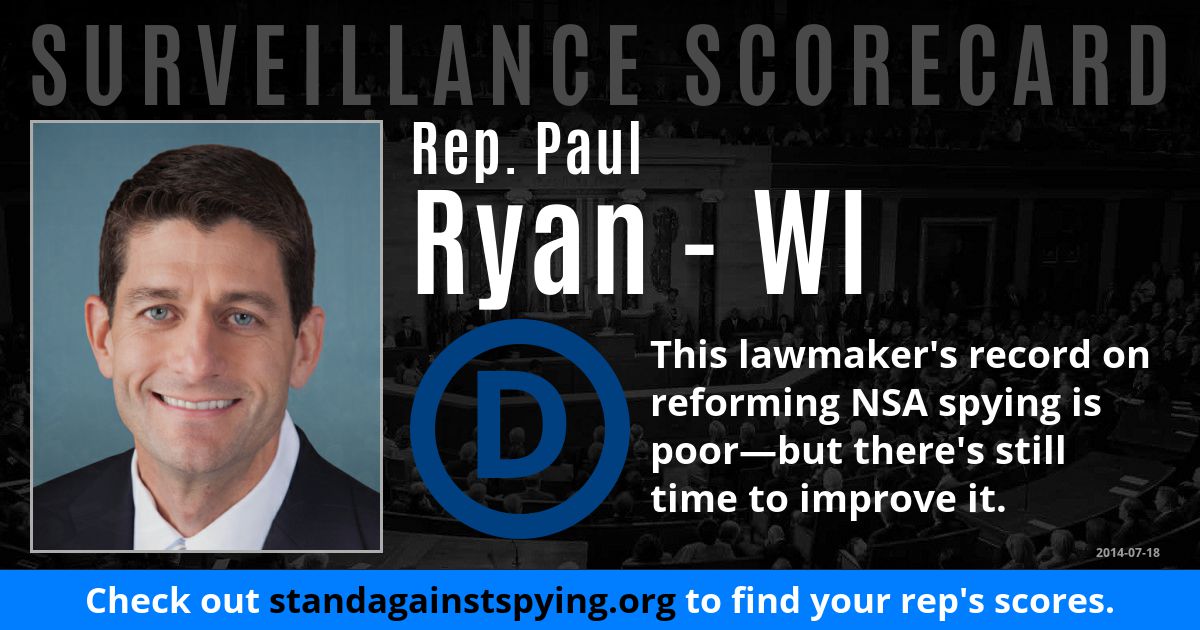 SURVEILLANCE SCORECARD
Rep. Paul
Ryan - WI
D
This lawmaker's record on
reforming NSA spying is
poor—but there's still
time to improve it.
2014-07-18
Check out standagainstspying.org to find your rep's scores.